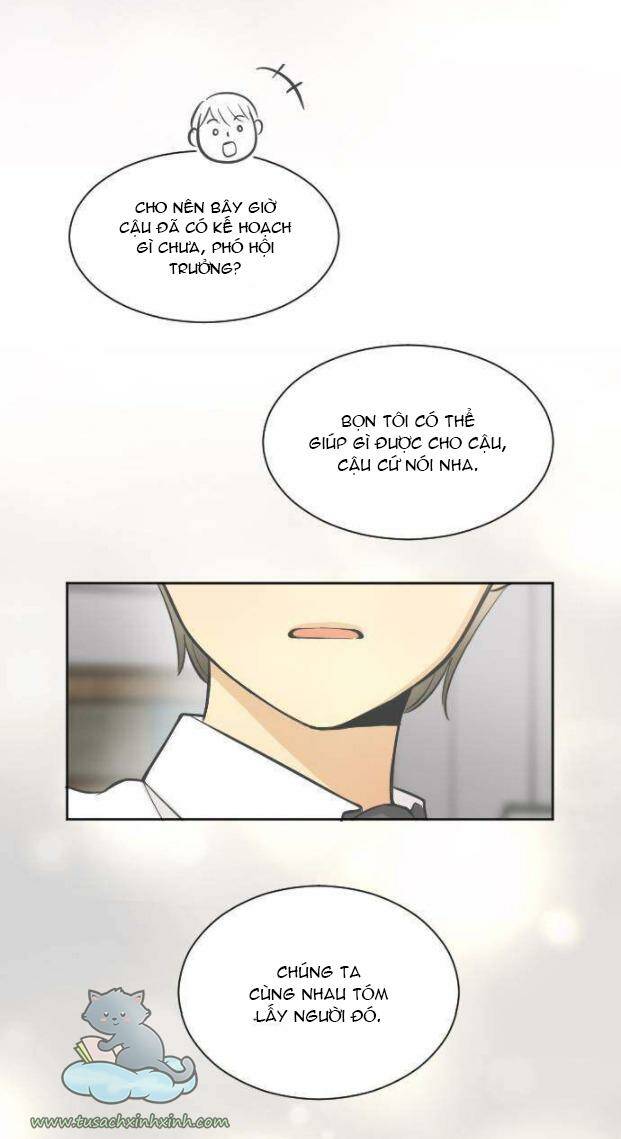 CHO NÊN BÂY GIỜ
CẬU ĐÃ CÓ KẾ HOẠCH
GÌ CHƯA, PHÓ HỘI
TRƯỞNG?
BỌN TÔI CÓ THỂ
GIÚP GÌ ĐƯỢC CHO CẬU,
CẬU CỨ NÓI NHA.
CHÚNG TA
CÙNG NHAU TÓM
LẤY NGƯỜI ĐÓ.
www.tusachxinhxinh.com